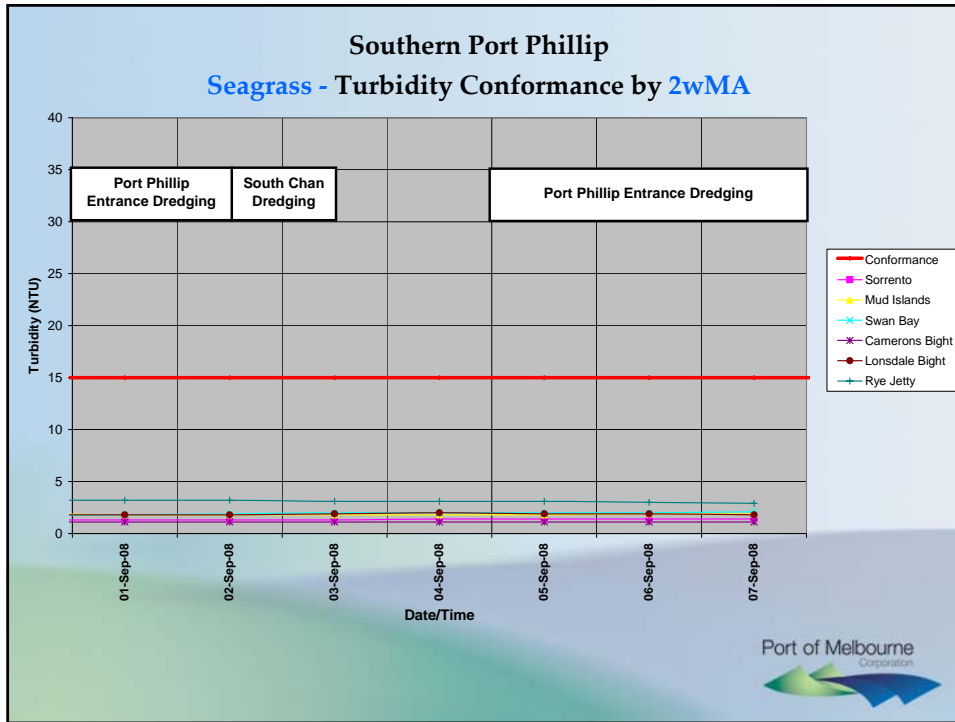 Southern Port Phillip
Seagrass - Turbidity Conformance by 2wMA
40
35
30
25
20
15
10
5
0
Turbidity (NTU)
Port Phillip
Entrance Dredging
South Chan
Dredging
Port Phillip Entrance Dredging
01-Sep-08
02-Sep-08
03-Sep-08
04-Sep-08
05-Sep-08
06-Sep-08
07-Sep-08
Date/Time
Conformance
Sorrento
Mud Islands
Swan Bay
Camerons Bight
Lonsdale Bight
Rye Jetty
Port of Melbourne
Corporation